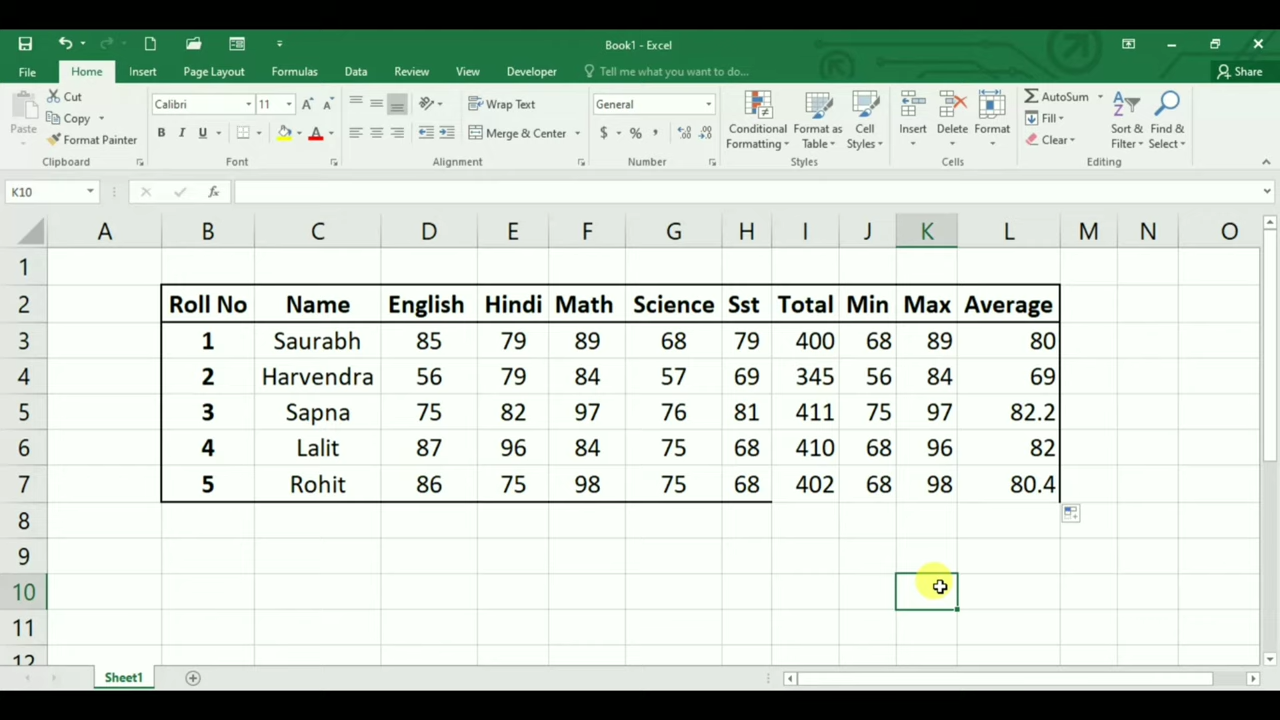 Book1 - Excel
File Home Insert Page Layout Formulas Data Review View Developer Tell me what you want to do... Share
Paste Cut Copy Format Painter Clipboard
Calibri 11 A A B I U A Font
Wrap Text Merge & Center Alignment
General $ % , Number
Conditional Formatting Format as Table Cell Styles Styles
Insert Delete Format Cells
AutoSum Fill Clear Sort & Filter Find & Select Editing
K10 fx
A B C D E F G H I J K L M N O
1
2 Roll No Name English Hindi Math Science Sst Total Min Max Average
3 1 Saurabh 85 79 89 68 79 400 68 89 80
4 2 Harvendra 56 79 84 57 69 345 56 84 69
5 3 Sapna 75 82 97 76 81 411 75 97 82.2
6 4 Lalit 87 96 84 75 68 410 68 96 82
7 5 Rohit 86 75 98 75 68 402 68 98 80.4
8
9
10
11
12
Sheet1